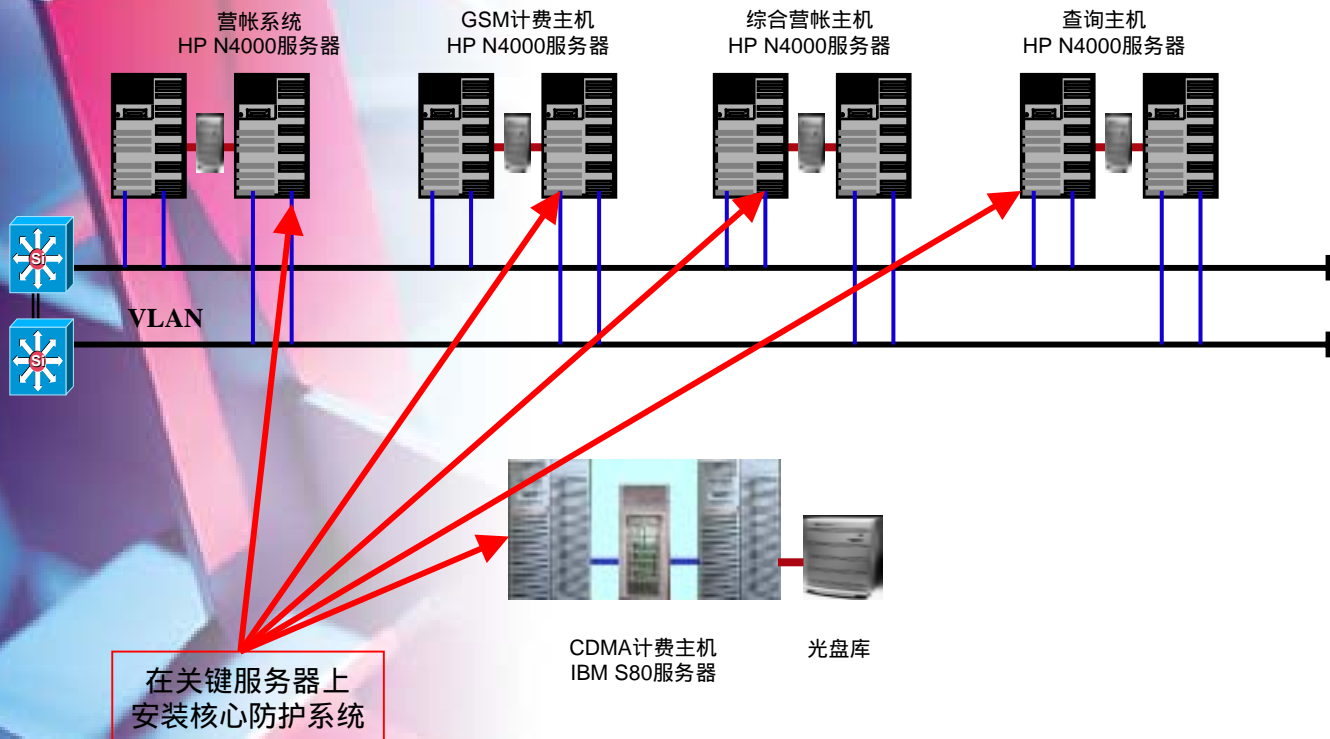 营帐系统
HP N4000服务器
GSM计费主机
HP N4000服务器
综合营帐主机
HP N4000服务器
查询主机
HP N4000服务器
Si
VLAN
Si
CDMA计费主机
IBM S80服务器
光盘库
在关键服务器上
安装核心防护系统